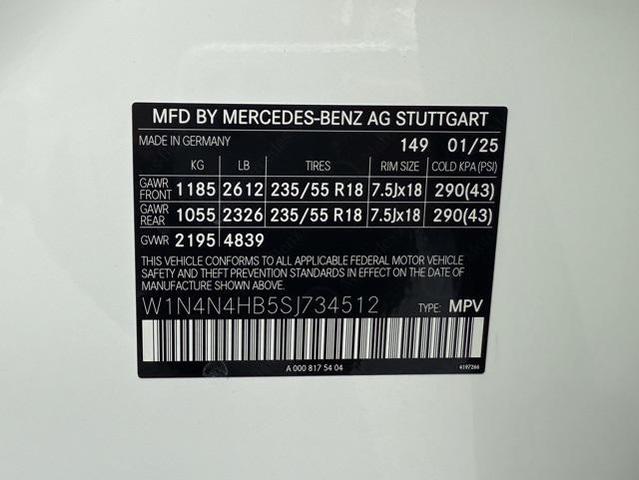 MFD BY MERCEDES-BENZ AG STUTTGART
MADE IN GERMANY 149 01/25
KG LB TIRES RIM SIZE COLD KPA (PSI)
GAWR FRONT 1185 2612 235/55 R18 7.5Jx18 290(43)
GAWR REAR 1055 2326 235/55 R18 7.5Jx18 290(43)
GVWR 2195 4839
THIS VEHICLE CONFORMS TO ALL APPLICABLE FEDERAL MOTOR VEHICLE
SAFETY AND THEFT PREVENTION STANDARDS IN EFFECT ON THE DATE OF
MANUFACTURE SHOWN ABOVE.
W1N4N4HB5SJ734512 TYPE: MPV
A 000 817 54 04 6197266